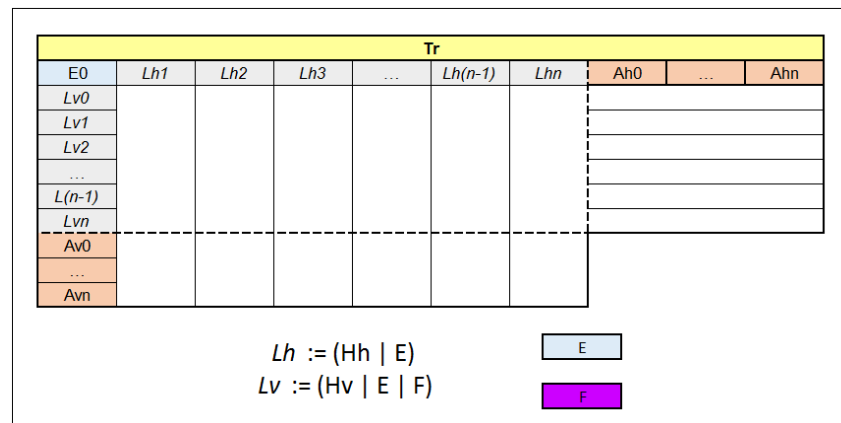 Tr
E0 Lh1 Lh2 Lh3 ... Lh(n-1) Lhn Ah0 ... Ahn
Lv0
Lv1
Lv2
...
L(n-1)
Lvn
Av0
...
Avn
Lh := (Hh | E)
E
Lv := (Hv | E | F)
F